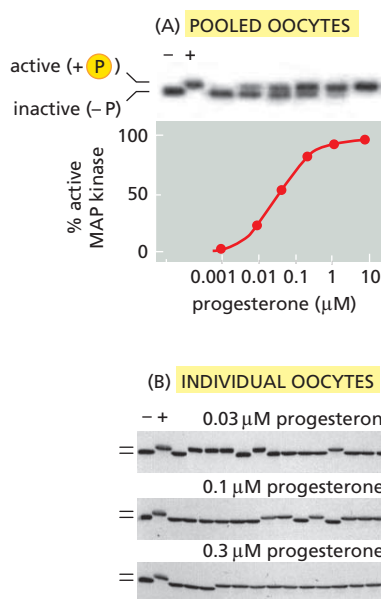 (A) POOLED OOCYTES
– +
active (+ P )
inactive (– P)
100
50
0
% active
MAP kinase
0.001 0.01 0.1 1 10
progesterone (µM)
(B) INDIVIDUAL OOCYTES
– + 0.03 µM progesteron
0.1 µM progesterone
0.3 µM progesterone